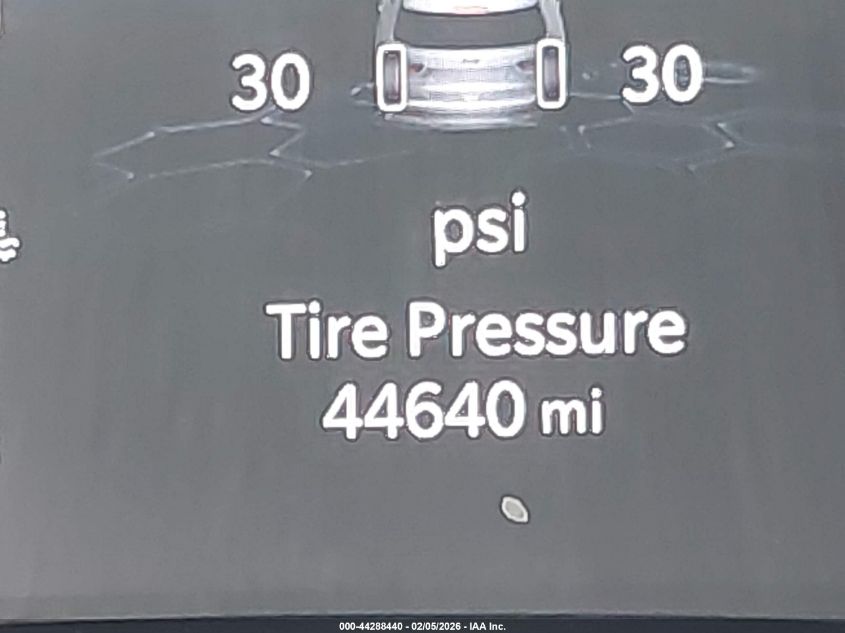 30 30
psi
Tire Pressure
44640 mi
000-44288440 - 02/05/2026 - IAA Inc.